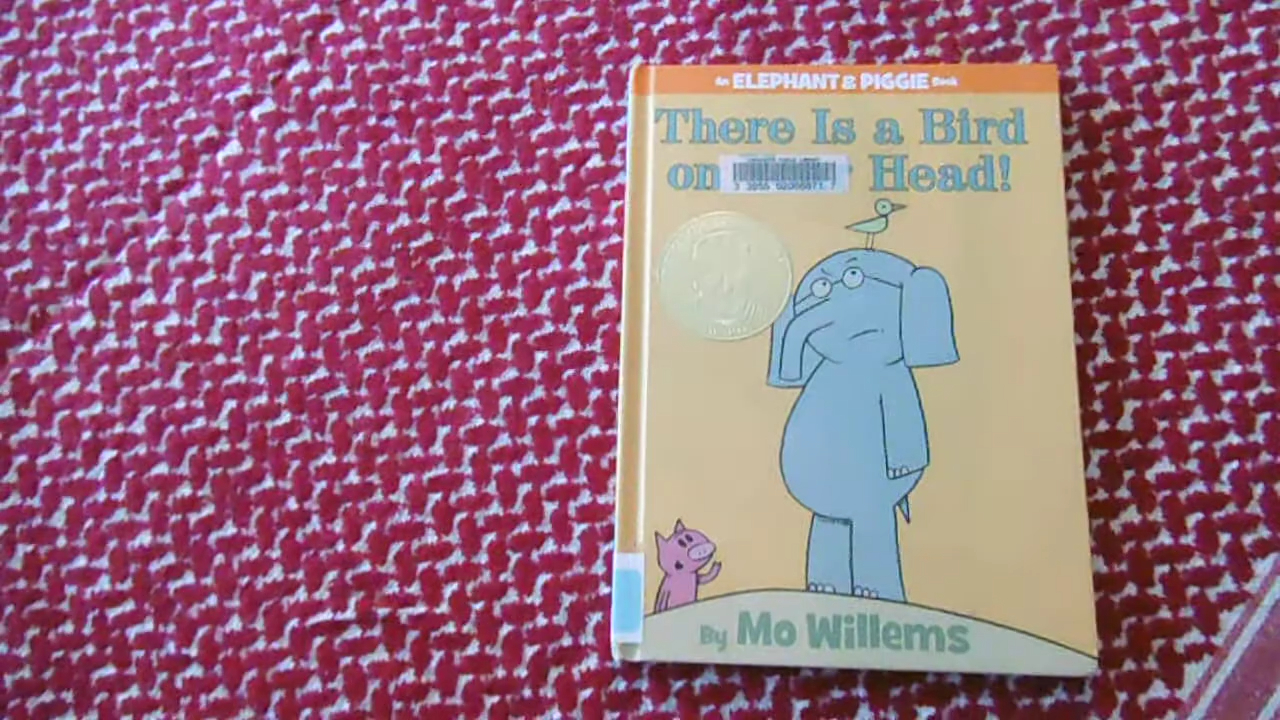 An ELEPHANT & PIGGIE Book
There Is a Bird
on Head!
By Mo Willems